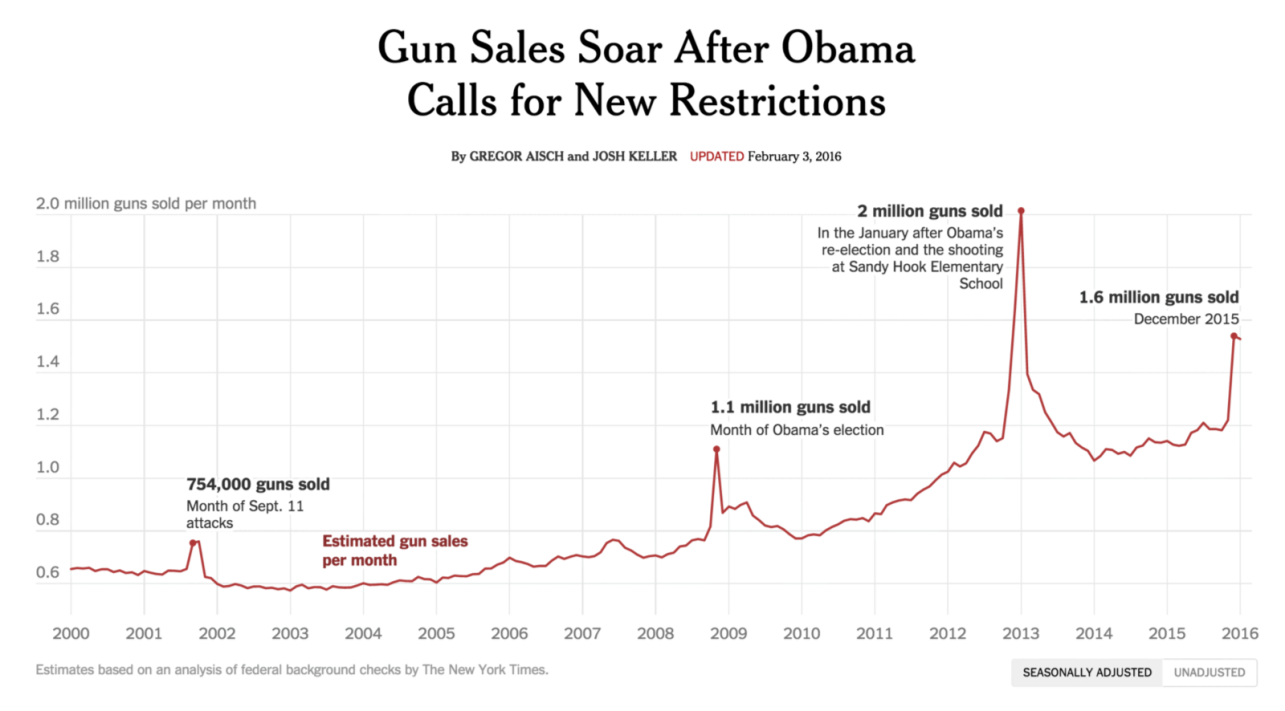 Gun Sales Soar After Obama
Calls for New Restrictions
By GREGOR AISCH and JOSH KELLER UPDATED February 3, 2016
2.0 million guns sold per month
2 million guns sold
In the January after Obama's
re-election and the shooting
at Sandy Hook Elementary
School
1.8
1.6 million guns sold
December 2015
1.6
1.4
1.1 million guns sold
Month of Obama's election
1.2
1.0
754,000 guns sold
Month of Sept. 11
attacks
0.8
Estimated gun sales
per month
0.6
2000 2001 2002 2003 2004 2005 2006 2007 2008 2009 2010 2011 2012 2013 2014 2015 2016
Estimates based on an analysis of federal background checks by The New York Times.
SEASONALLY ADJUSTED UNADJUSTED